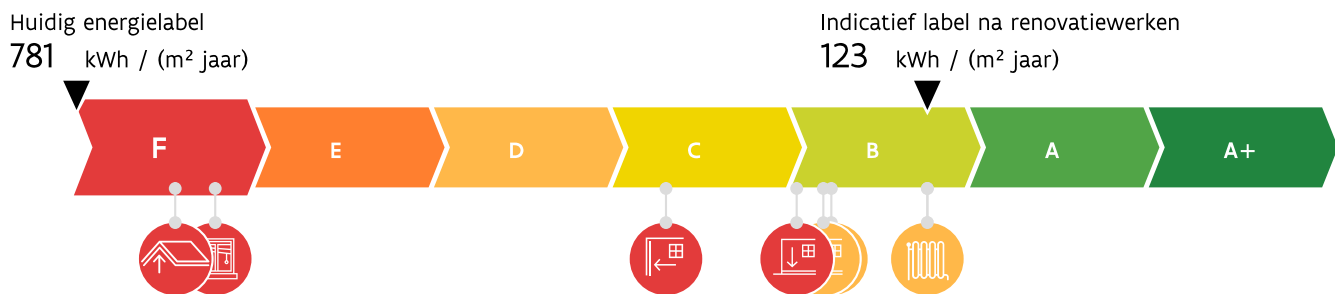 Huidig energielabel
781 kWh / (m² jaar)
Indicatief label na renovatiewerken
123 kWh / (m² jaar)
F E D C B A A+